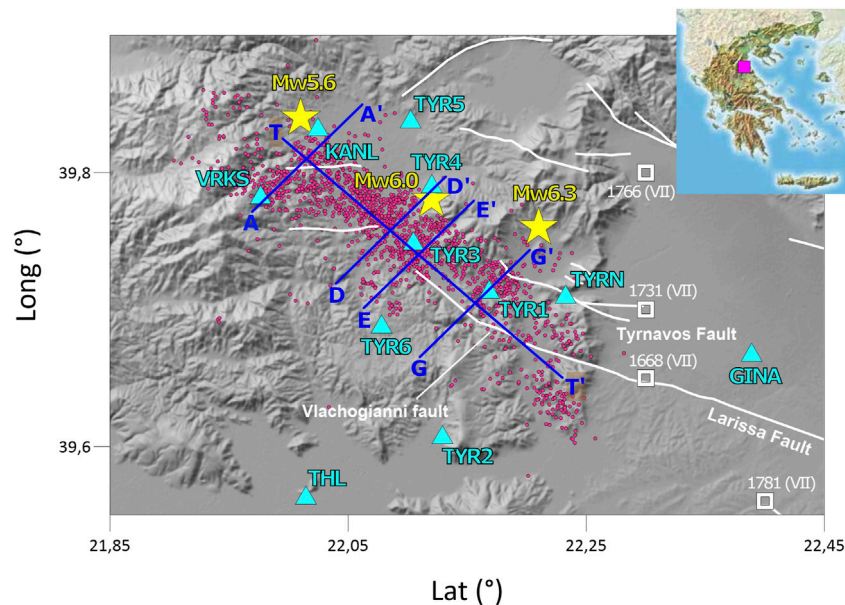 Mw5.6
A'
TYR5
T
KANL
39,8
TYR4
1766 (VII)
VRKS
Mw6.0
D'
Mw6.3
A
E'
TYR3
G'
D
TYRN
1731 (VII)
E
TYR1
TYR6
Tyrnavos Fault
G
1668 (VII)
T'
GINA
Vlachogianni fault
Larissa Fault
39,6
TYR2
THL
1781 (VII)
21,85
22,05
22,25
22,45
Long (°)
Lat (°)